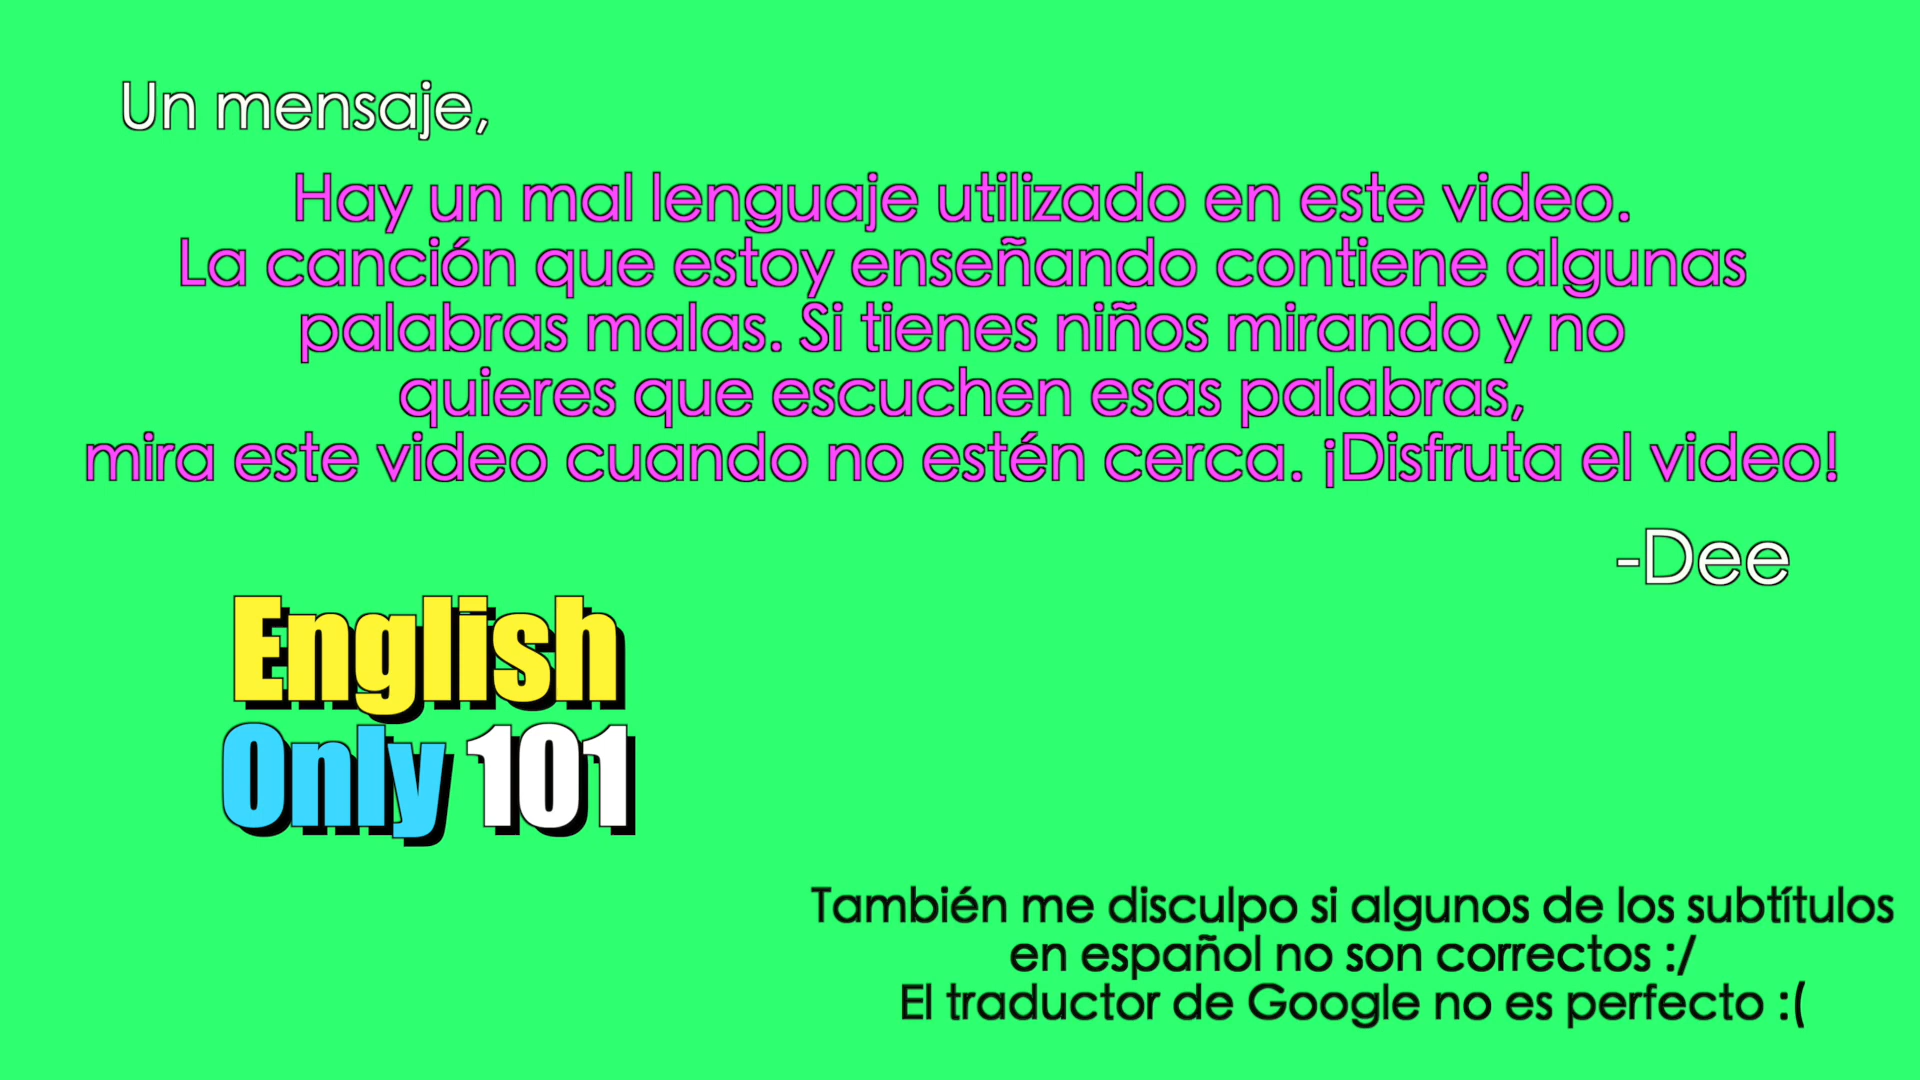 Un mensaje,
Hay un mal lenguaje utilizado en este video.
La canción que estoy enseñando contiene algunas
palabras malas. Si tienes niños mirando y no
quieres que escuchen esas palabras,
mira este video cuando no estén cerca. ¡Disfruta el video!
-Dee
English
Only 101
También me disculpo si algunos de los subtítulos
en español no son correctos :/
El traductor de Google no es perfecto :(